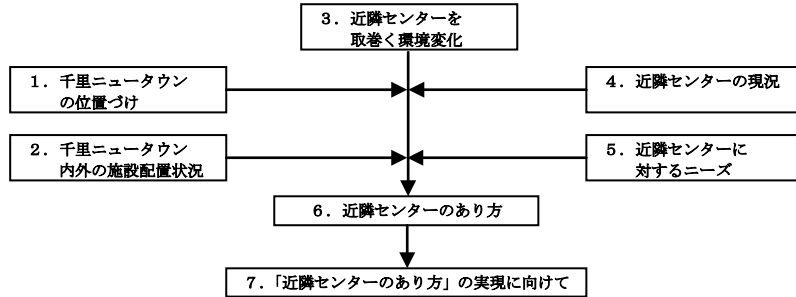 ３．近隣センターを
取巻く環境変化
１．千里ニュータウン
の位置づけ
４．近隣センターの現況
２．千里ニュータウン
内外の施設配置状況
５．近隣センターに
対するニーズ
６．近隣センターのあり方
７．「近隣センターのあり方」の実現に向けて